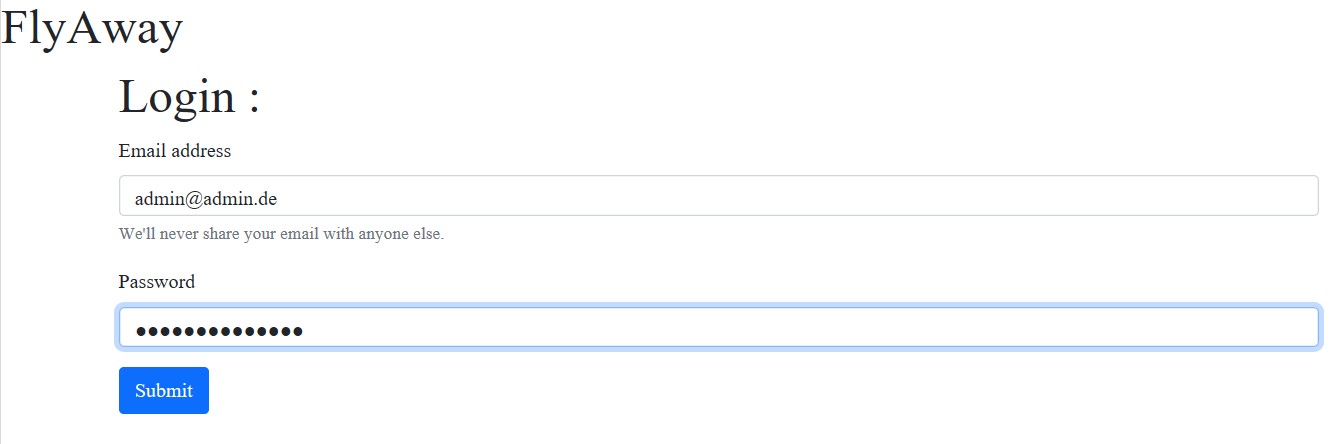 FlyAway
Login :
Email address
admin@admin.de
We'll never share your email with anyone else.
Password
●●●●●●●●●●●●●●
Submit